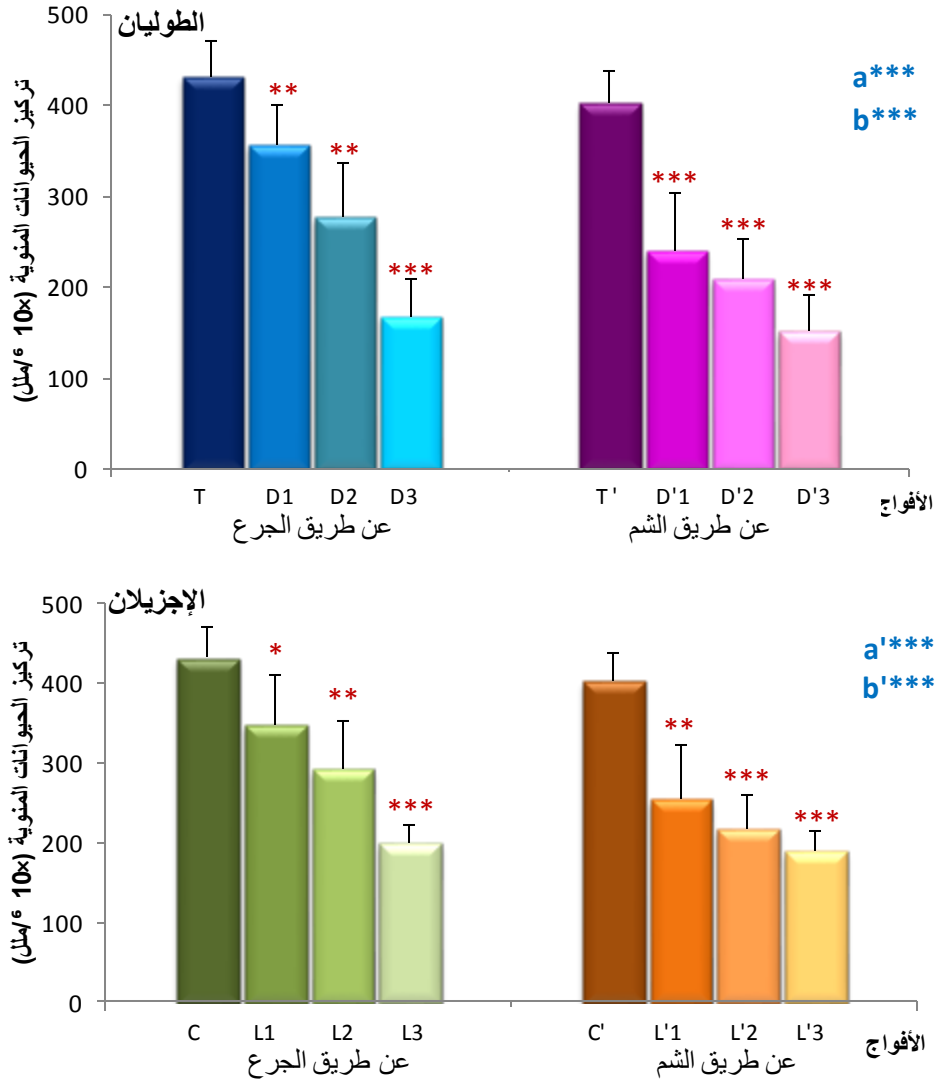 الطوليان
تركيز الحيوانات المنوية (×10 ⁶/ملل)
500
400
300
200
100
0
**
**
***
***
***
***
a***
b***
T D1 D2 D3
T' D'1 D'2 D'3
عن طريق الجرع
عن طريق الشم
الأفواج
الإجزيلان
تركيز الحيوانات المنوية (×10 ⁶/ملل)
500
400
300
200
100
0
*
**
***
**
***
***
a'***
b'***
C L1 L2 L3
C' L'1 L'2 L'3
عن طريق الجرع
عن طريق الشم
الأفواج